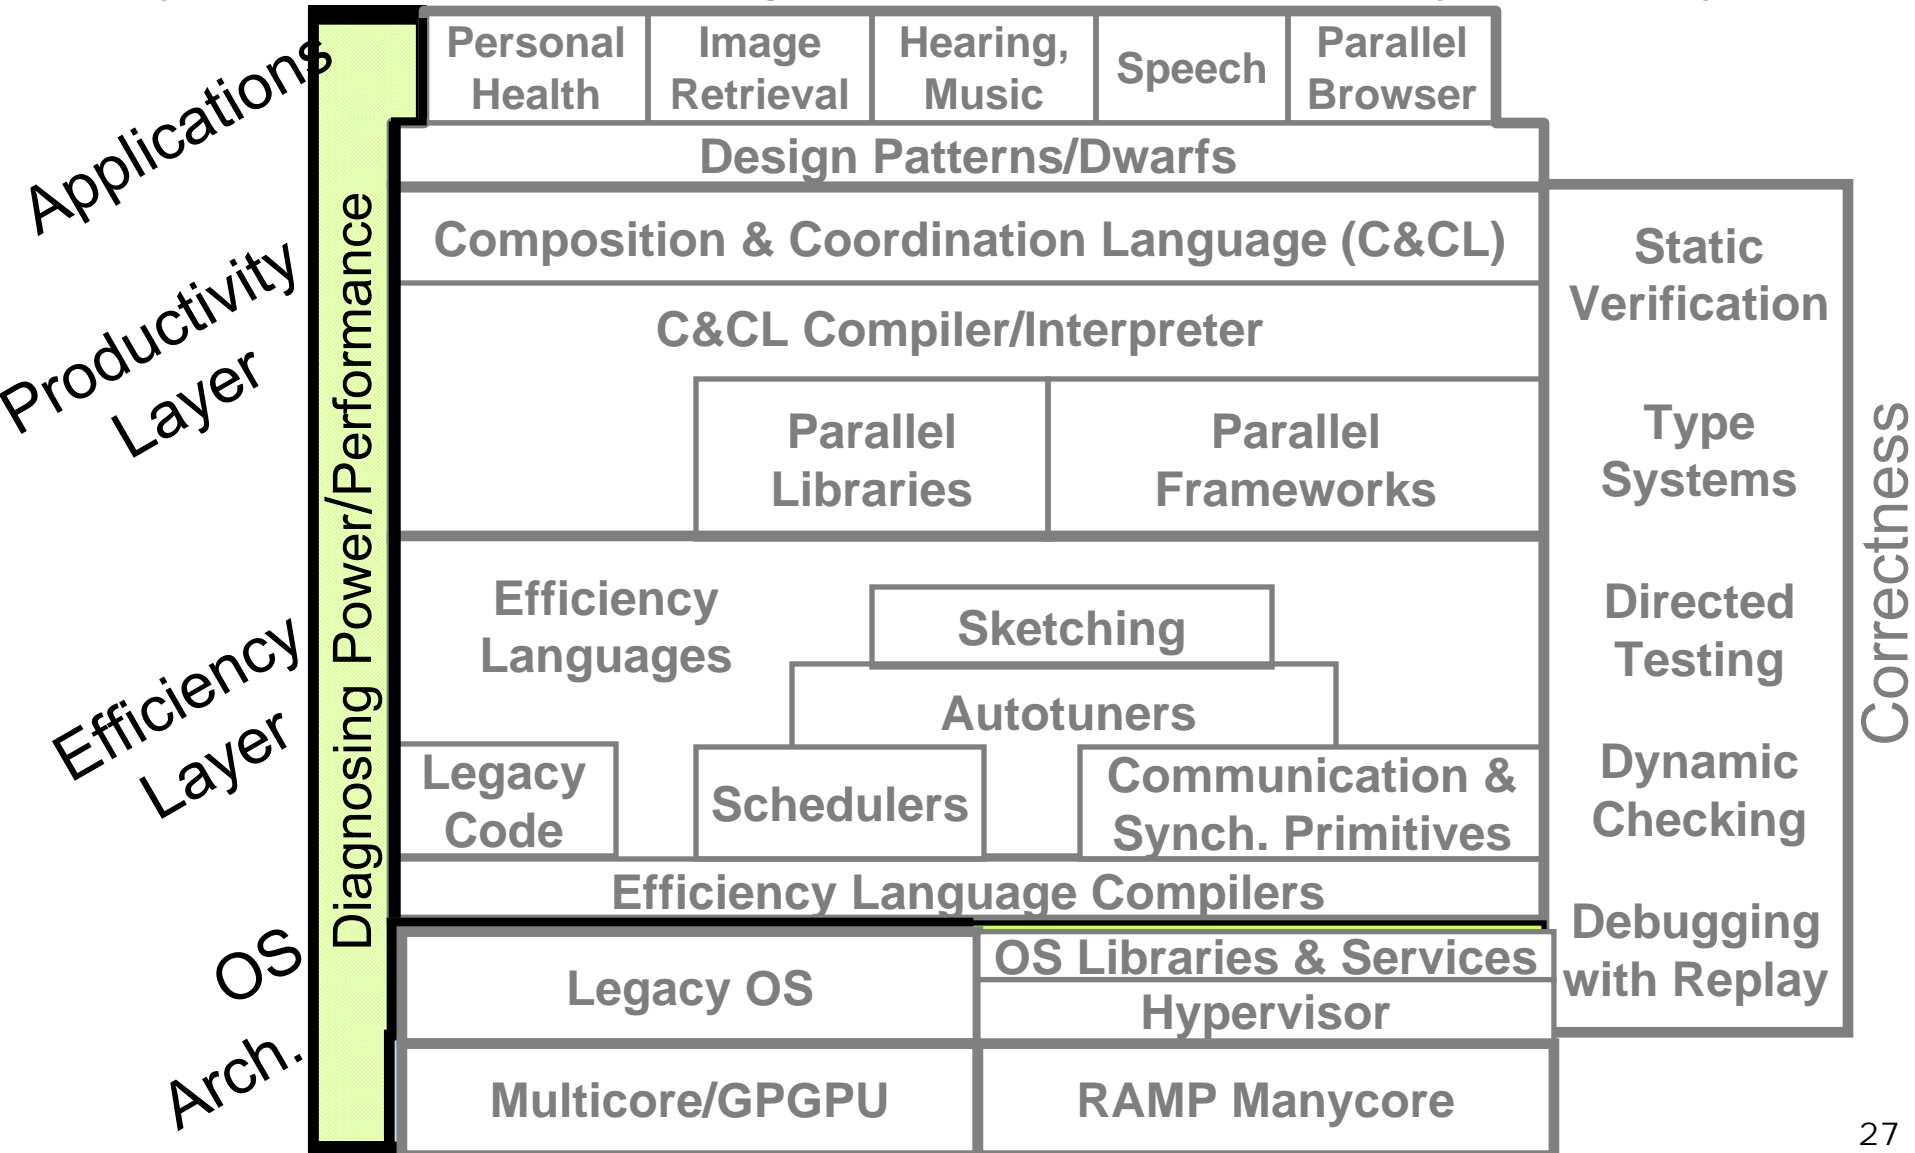 Applications
Productivity
Layer
Efficiency
Layer
OS
Arch.
Diagnosing Power/Performance
Personal
Health
Image
Retrieval
Hearing,
Music
Speech
Parallel
Browser
Design Patterns/Dwarfs
Composition & Coordination Language (C&CL)
C&CL Compiler/Interpreter
Parallel
Libraries
Parallel
Frameworks
Efficiency
Languages
Sketching
Autotuners
Legacy
Code
Schedulers
Communication &
Synch. Primitives
Efficiency Language Compilers
Legacy OS
OS Libraries & Services
Hypervisor
Multicore/GPGPU
RAMP Manycore
Static
Verification
Type
Systems
Directed
Testing
Dynamic
Checking
Debugging
with Replay
Correctness
27